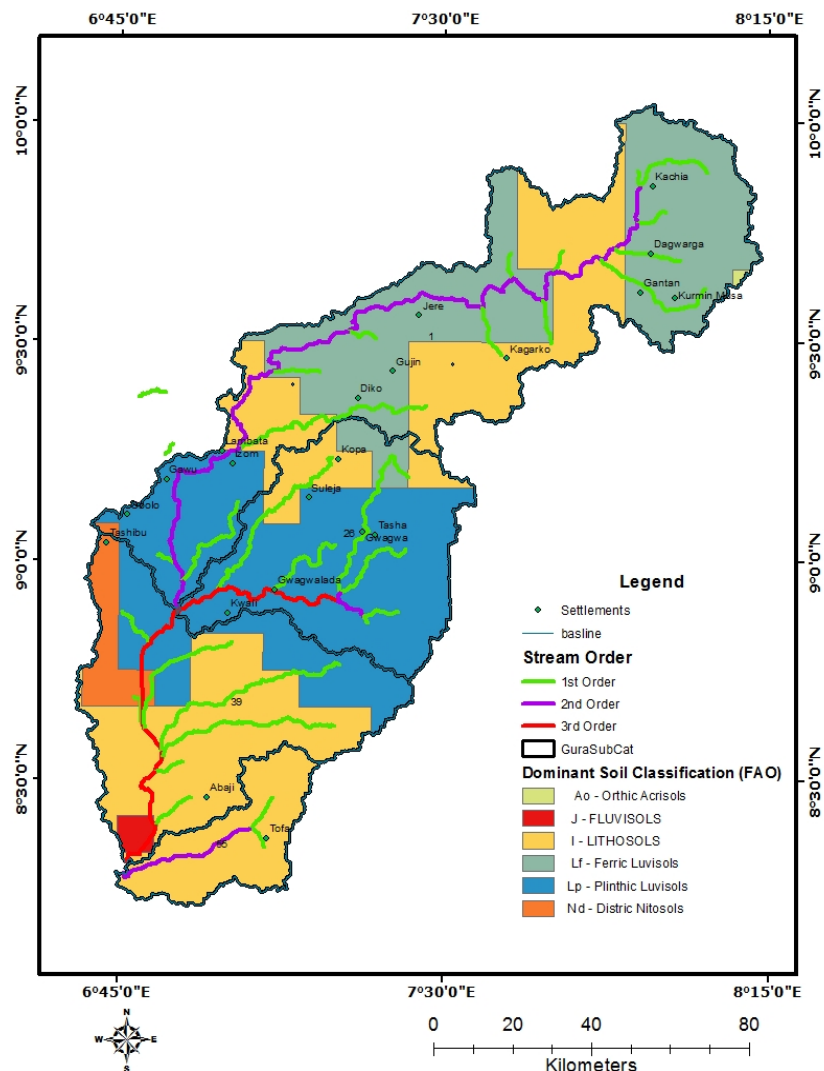 6°45'0"E
7°30'0"E
8°15'0"E
10°0'0"N
10°0'0"N
Kachia
Dagwarga
Gantan
Kurmin Musa
Jere
1
9°30'0"N
9°30'0"N
Kagarko
Gujin
Diko
Lambata
Izom
Kopa
Gawu
Suleja
Tashibu
Tasha
Gwagwa
9°0'0"N
9°0'0"N
Gwagwalada
Kwali
39
8°30'0"N
8°30'0"N
Abaji
Tofa
Legend
Settlements
basline
Stream Order
1st Order
2nd Order
3rd Order
GuraSubCat
Dominant Soil Classification (FAO)
Ao - Orthic Acrisols
J - FLUVISOLS
I - LITHOSOLS
Lf - Ferric Luvisols
Lp - Plinthic Luvisols
Nd - Distric Nitosols
6°45'0"E
7°30'0"E
8°15'0"E
N
W E
S
0 20 40 60 80
Kilometers